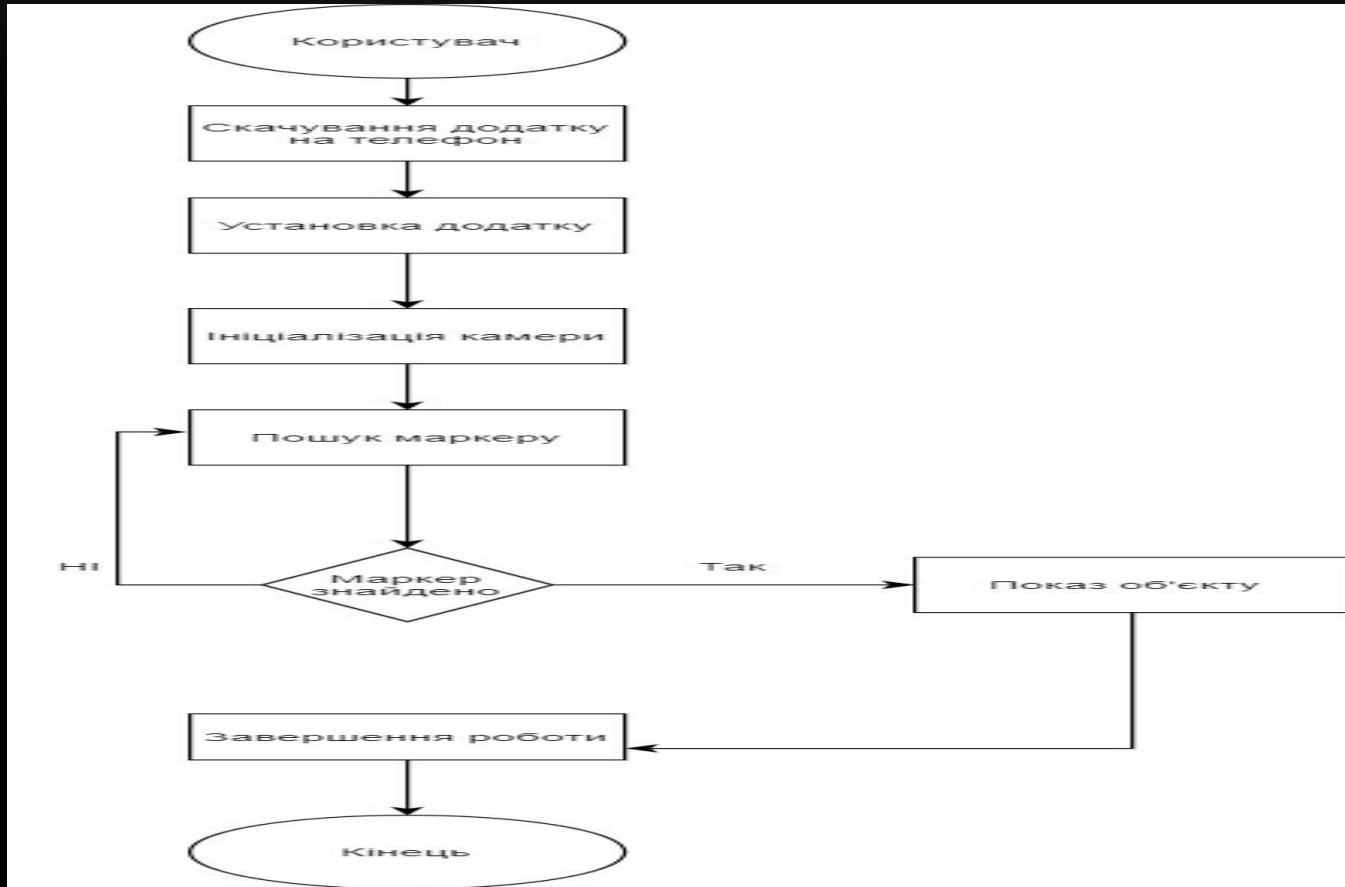 Користувач
Скачування додатку
на телефон
Установка додатку
Ініціалізація камери
Пошук маркеру
Ні
Маркер
знайдено
Так
Показ об'єкту
Завершення роботи
Кінець